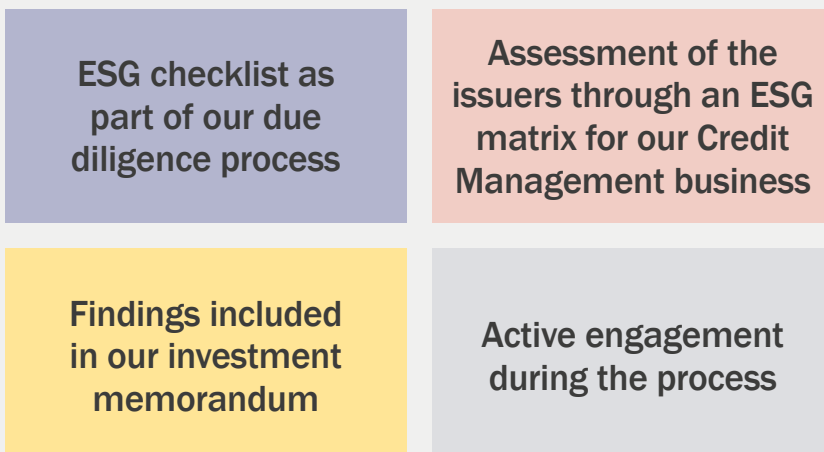 ESG checklist as
part of our due
diligence process
Assessment of the
issuers through an ESG
matrix for our Credit
Management business
Findings included
in our investment
memorandum
Active engagement
during the process